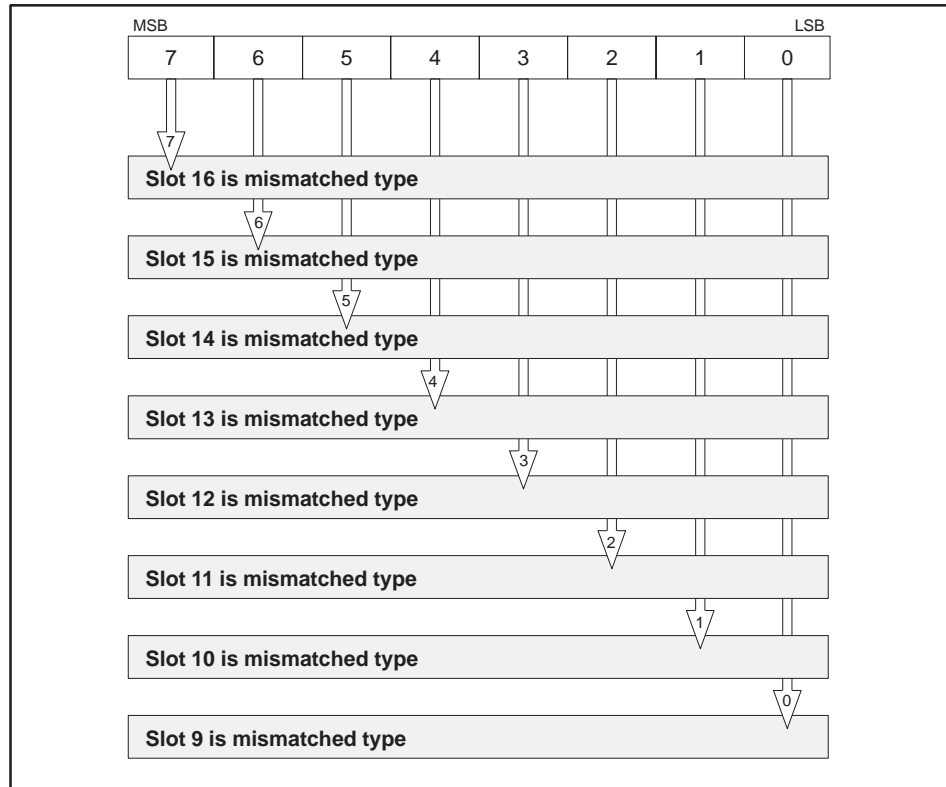 MSB LSB
7 6 5 4 3 2 1 0
7
Slot 16 is mismatched type
6
Slot 15 is mismatched type
5
Slot 14 is mismatched type
4
Slot 13 is mismatched type
3
Slot 12 is mismatched type
2
Slot 11 is mismatched type
1
Slot 10 is mismatched type
0
Slot 9 is mismatched type